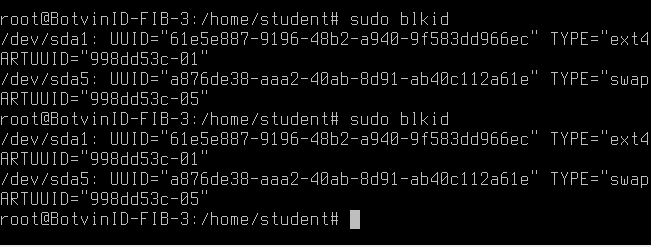 root@BotvinID-FIB-3:/home/student# sudo blkid
/dev/sda1: UUID="61e5e887-9196-48b2-a940-9f583dd966ec" TYPE="ext4
ARTUUID="998dd53c-01"
/dev/sda5: UUID="a876de38-aaa2-40ab-8d91-ab40c112a61e" TYPE="swap
ARTUUID="998dd53c-05"
root@BotvinID-FIB-3:/home/student# sudo blkid
/dev/sda1: UUID="61e5e887-9196-48b2-a940-9f583dd966ec" TYPE="ext4
ARTUUID="998dd53c-01"
/dev/sda5: UUID="a876de38-aaa2-40ab-8d91-ab40c112a61e" TYPE="swap
ARTUUID="998dd53c-05"
root@BotvinID-FIB-3:/home/student#